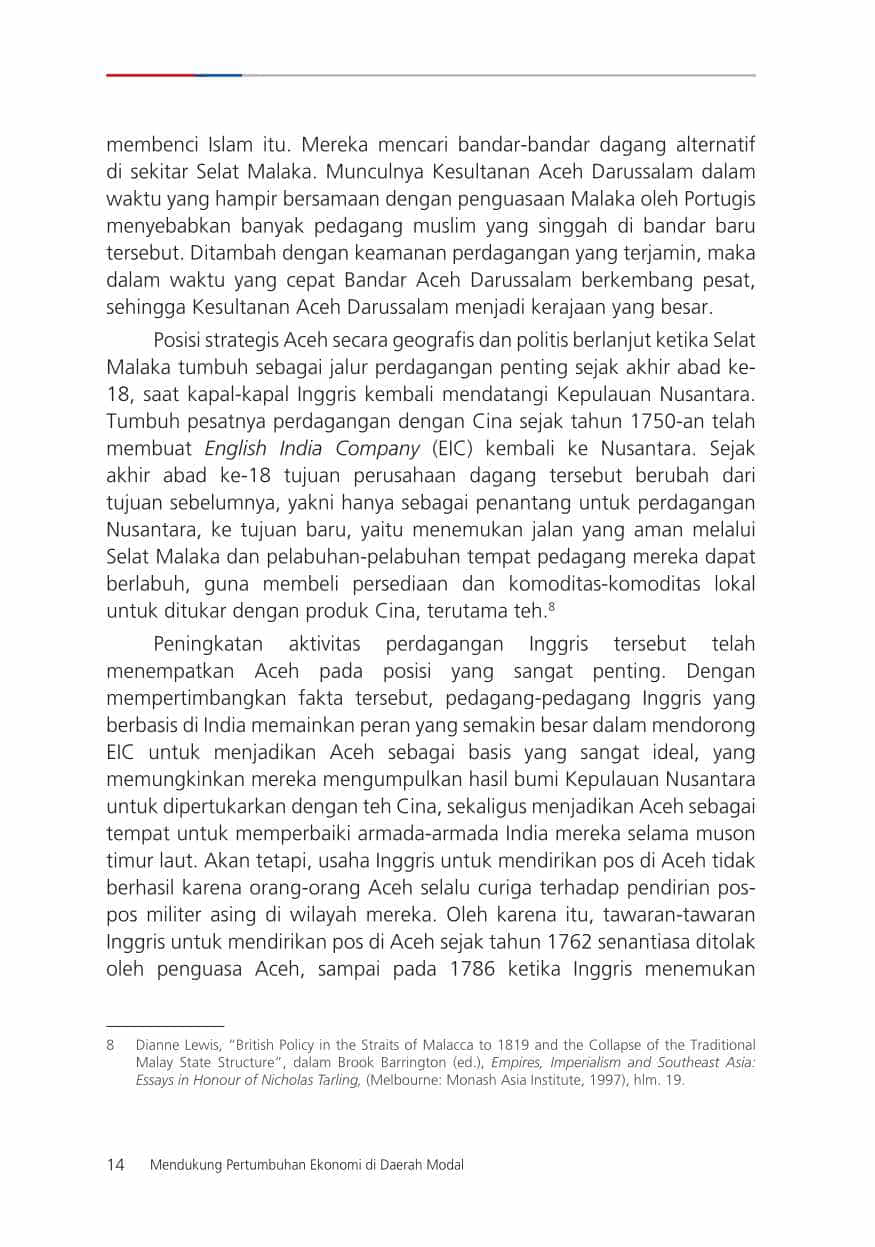 membenci Islam itu. Mereka mencari bandar-bandar dagang alternatif
di sekitar Selat Malaka. Munculnya Kesultanan Aceh Darussalam dalam
waktu yang hampir bersamaan dengan penguasaan Malaka oleh Portugis
menyebabkan banyak pedagang muslim yang singgah di bandar baru
tersebut. Ditambah dengan keamanan perdagangan yang terjamin, maka
dalam waktu yang cepat Bandar Aceh Darussalam berkembang pesat,
sehingga Kesultanan Aceh Darussalam menjadi kerajaan yang besar.
Posisi strategis Aceh secara geografis dan politis berlanjut ketika Selat
Malaka tumbuh sebagai jalur perdagangan penting sejak akhir abad ke-
18, saat kapal-kapal Inggris kembali mendatangi Kepulauan Nusantara.
Tumbuh pesatnya perdagangan dengan Cina sejak tahun 1750-an telah
membuat English India Company (EIC) kembali ke Nusantara. Sejak
akhir abad ke-18 tujuan perusahaan dagang tersebut berubah dari
tujuan sebelumnya, yakni hanya sebagai penantang untuk perdagangan
Nusantara, ke tujuan baru, yaitu menemukan jalan yang aman melalui
Selat Malaka dan pelabuhan-pelabuhan tempat pedagang mereka dapat
berlabuh, guna membeli persediaan dan komoditas-komoditas lokal
untuk ditukar dengan produk Cina, terutama teh.⁸
Peningkatan aktivitas perdagangan Inggris tersebut telah
menempatkan Aceh pada posisi yang sangat penting. Dengan
mempertimbangkan fakta tersebut, pedagang-pedagang Inggris yang
berbasis di India memainkan peran yang semakin besar dalam mendorong
EIC untuk menjadikan Aceh sebagai basis yang sangat ideal, yang
memungkinkan mereka mengumpulkan hasil bumi Kepulauan Nusantara
untuk dipertukarkan dengan teh Cina, sekaligus menjadikan Aceh sebagai
tempat untuk memperbaiki armada-armada India mereka selama muson
timur laut. Akan tetapi, usaha Inggris untuk mendirikan pos di Aceh tidak
berhasil karena orang-orang Aceh selalu curiga terhadap pendirian pos-
pos militer asing di wilayah mereka. Oleh karena itu, tawaran-tawaran
Inggris untuk mendirikan pos di Aceh sejak tahun 1762 senantiasa ditolak
oleh penguasa Aceh, sampai pada 1786 ketika Inggris menemukan
8 Dianne Lewis, “British Policy in the Straits of Malacca to 1819 and the Collapse of the Traditional
Malay State Structure”, dalam Brook Barrington (ed.), Empires, Imperialism and Southeast Asia:
Essays in Honour of Nicholas Tarling, (Melbourne: Monash Asia Institute, 1997), hlm. 19.
14 Mendukung Pertumbuhan Ekonomi di Daerah Modal